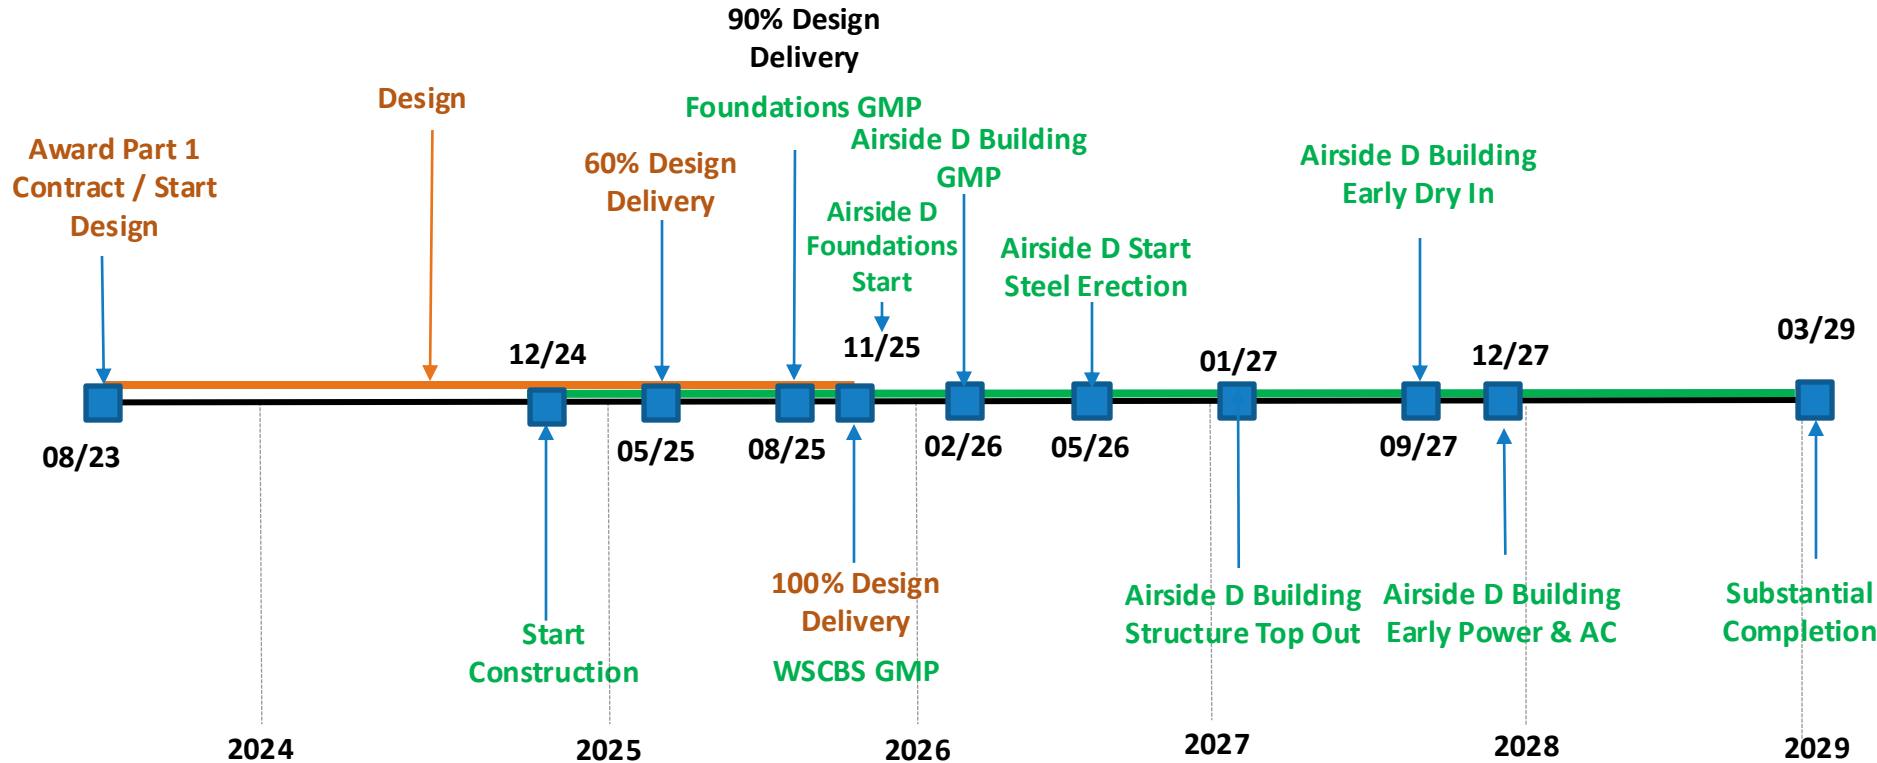 90% Design
Delivery
Foundations GMP
Design
Award Part 1
Contract / Start
Design
60% Design
Delivery
Airside D Building
GMP
Airside D
Foundations
Start
Airside D Start
Steel Erection
Airside D Building
Early Dry In
12/24
11/25
01/27
12/27
03/29
08/23
05/25
08/25
02/26
05/26
09/27
Start
Construction
100% Design
Delivery
WSCBS GMP
Airside D Building
Structure Top Out
Airside D Building
Early Power & AC
Substantial
Completion
2024
2025
2026
2027
2028
2029